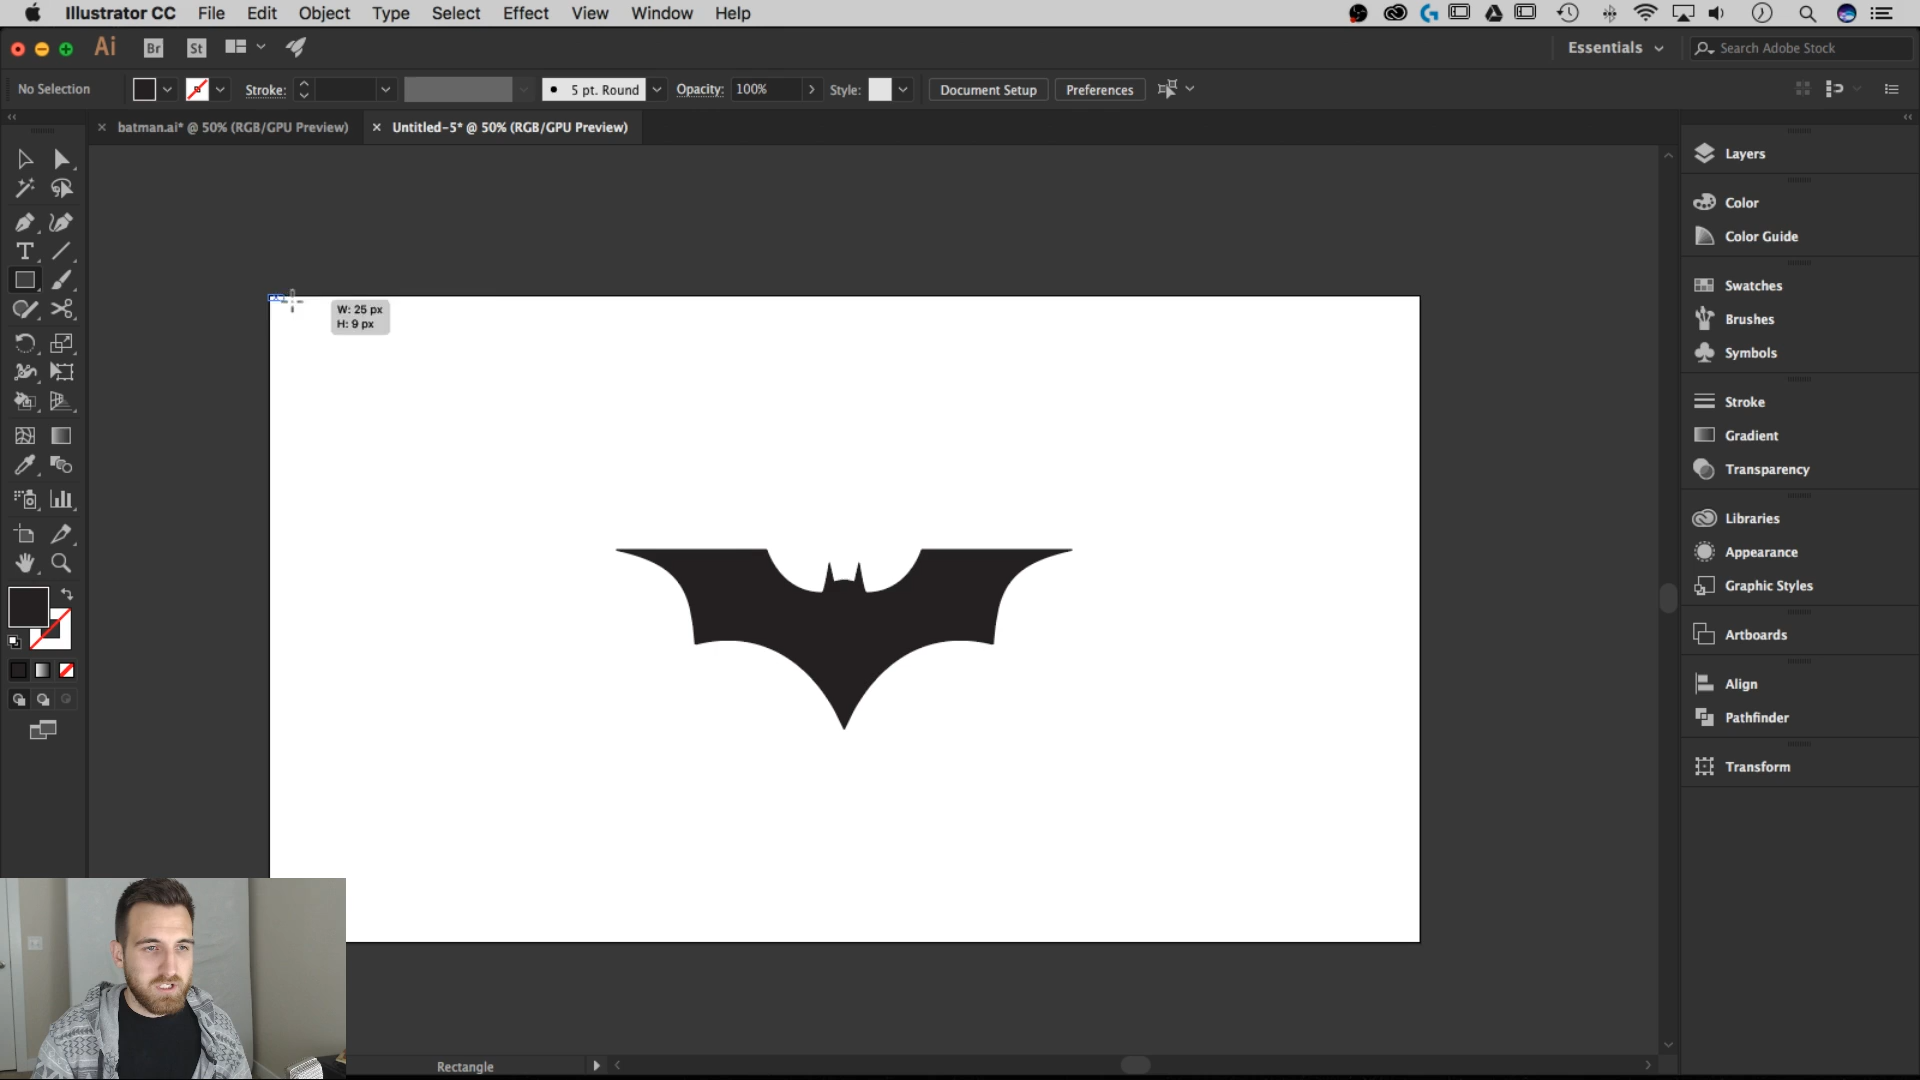 Illustrator CC File Edit Object Type Select Effect View Window Help
Ai Br St Essentials Search Adobe Stock
No Selection Stroke: 5 pt. Round Opacity: 100% Style: Document Setup Preferences
batman.ai* @ 50% (RGB/GPU Preview) Untitled-5* @ 50% (RGB/GPU Preview)
W: 25 px
H: 9 px
Layers
Color
Color Guide
Swatches
Brushes
Symbols
Stroke
Gradient
Transparency
Libraries
Appearance
Graphic Styles
Artboards
Align
Pathfinder
Transform
Rectangle